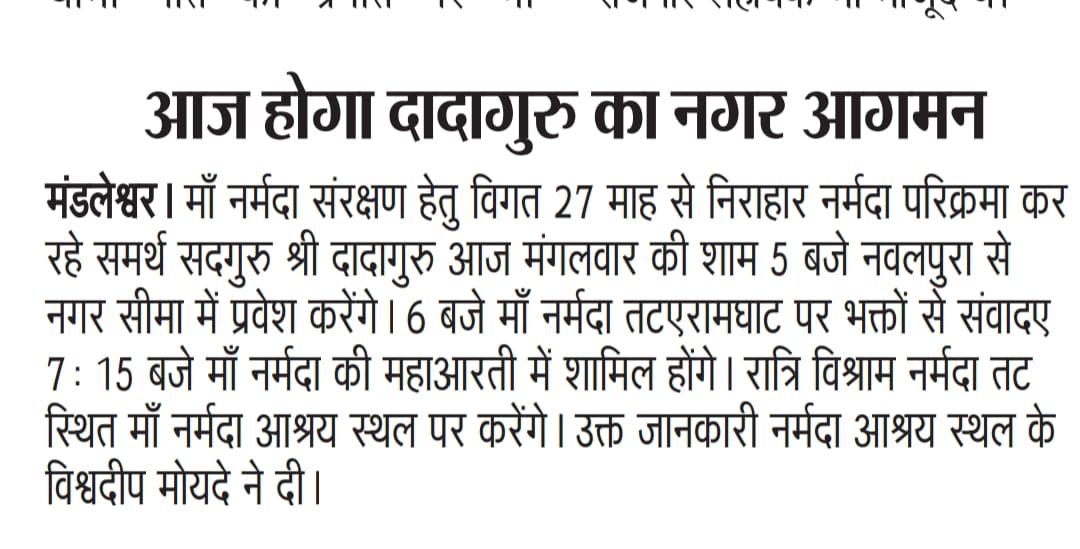 आज होगा दादागुरु का नगर आगमन
मंडलेश्वर। माँ नर्मदा संरक्षण हेतु विगत 27 माह से निराहार नर्मदा परिक्रमा कर
रहे समर्थ सदगुरु श्री दादागुरु आज मंगलवार की शाम 5 बजे नवलपुरा से
नगर सीमा में प्रवेश करेंगे। 6 बजे माँ नर्मदा तटएरामघाट पर भक्तों से संवादए
7: 15 बजे माँ नर्मदा की महाआरती में शामिल होंगे। रात्रि विश्राम नर्मदा तट
स्थित माँ नर्मदा आश्रय स्थल पर करेंगे। उक्त जानकारी नर्मदा आश्रय स्थल के
विश्वदीप मोयदे ने दी।